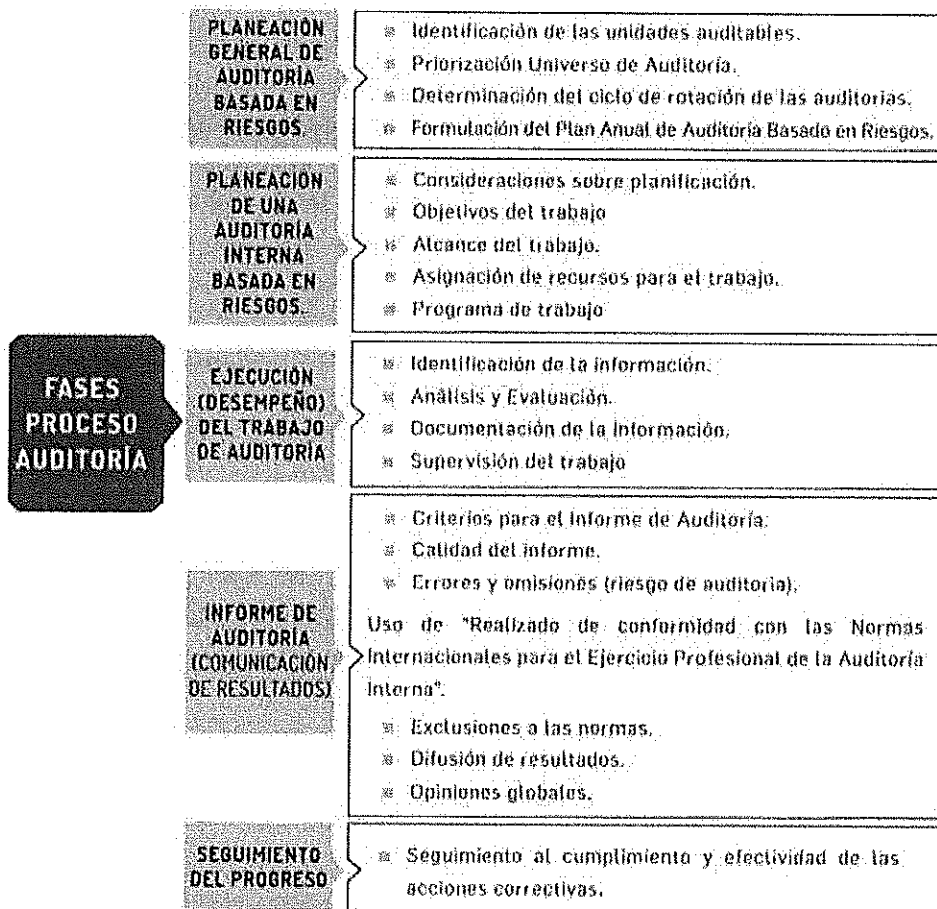 FASES
PROCESO
AUDITORÍA
PLANEACIÓN
GENERAL DE
AUDITORÍA
BASADA EN
RIESGOS.
Identificación de las unidades auditables.
Priorización Universo de Auditoría.
Determinación del ciclo de rotación de las auditorias.
Formulación del Plan Anual de Auditoría Basado en Riesgos.
PLANEACIÓN
DE UNA
AUDITORÍA
INTERNA
BASADA EN
RIESGOS.
Consideraciones sobre planificación.
Objetivos del trabajo
Alcance del trabajo.
Asignación de recursos para el trabajo.
Programa de trabajo
EJECUCIÓN
(DESEMPEÑO)
DEL TRABAJO
DE AUDITORÍA
Identificación de la información.
Análisis y Evaluación.
Documentación de la información.
Supervisión del trabajo
INFORME DE
AUDITORÍA
(COMUNICACIÓN
DE RESULTADOS)
Criterios para el informe de Auditoría.
Calidad del informe.
Errores y omisiones (riesgo de auditoria).
Uso de "Realizado de conformidad con las Normas
Internacionales para el Ejercicio Profesional de la Auditoría
Interna".
Exclusiones a las normas.
Difusión de resultados.
Opiniones globales.
SEGUIMIENTO
DEL PROGRESO
Seguimiento al cumplimiento y efectividad de las
acciones correctivas.